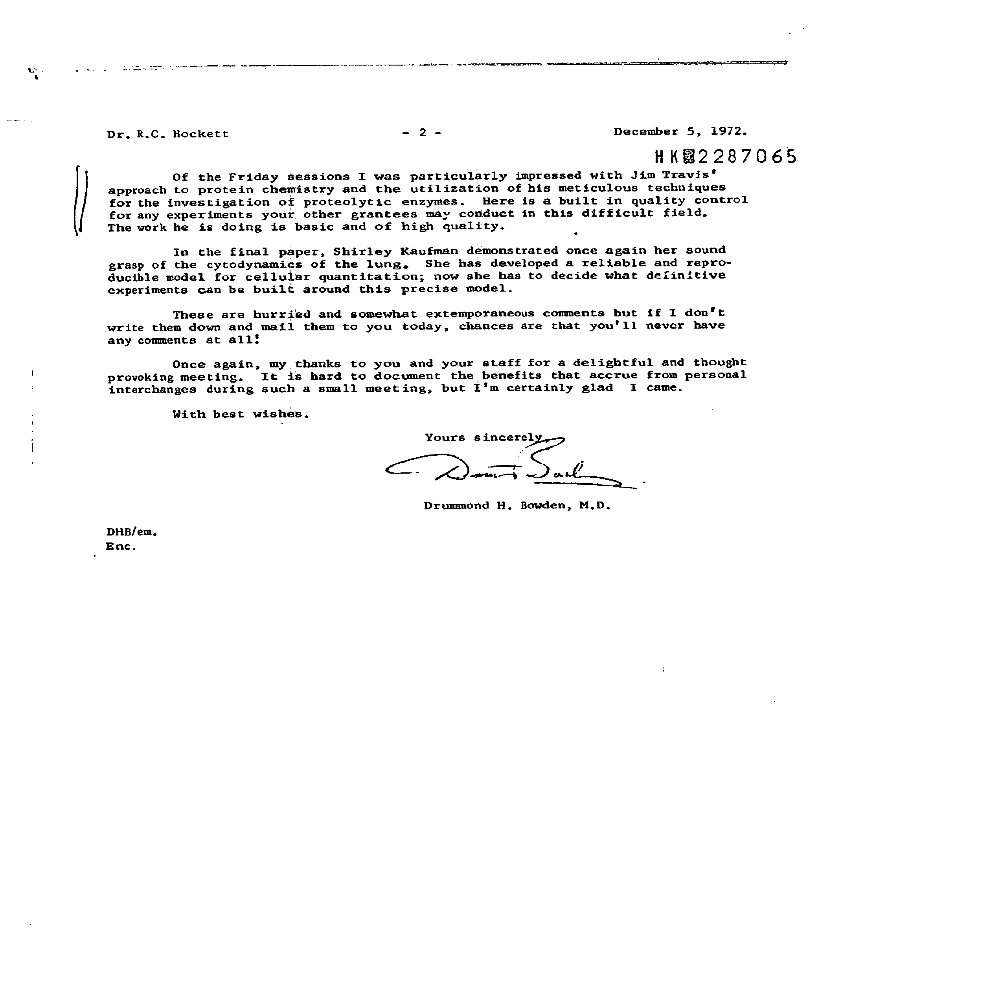 Dr. R.C. Hockett - 2 - December 5, 1972.
Of the Friday sessions I was particularly impressed with Jim Travis'
approach to protein chemistry and the utilization of his meticulous techniques
for the investigation of proteolytic enzymes. Here is a built in quality control
for any experiments your other grantees may conduct in this difficult field.
The work he is doing is basic and of high quality.
In the final paper, Shirley Kaufman demonstrated once again her sound
grasp of the cytodynamics of the lung. She has developed a reliable and repro-
ducible model for cellular quantitation; now she has to decide what definitive
experiments can be built around this precise model.
These are hurried and somewhat extemporaneous comments but if I don't
write them down and mail them to you today, chances are that you'll never have
any comments at all!
Once again, my thanks to you and your staff for a delightful and thought
provoking meeting. It is hard to document the benefits that accrue from personal
interchanges during such a small meeting, but I'm certainly glad I came.
With best wishes.
Yours sincerely,
Drummond H. Bowden, M.D.
DHB/em.
Enc.